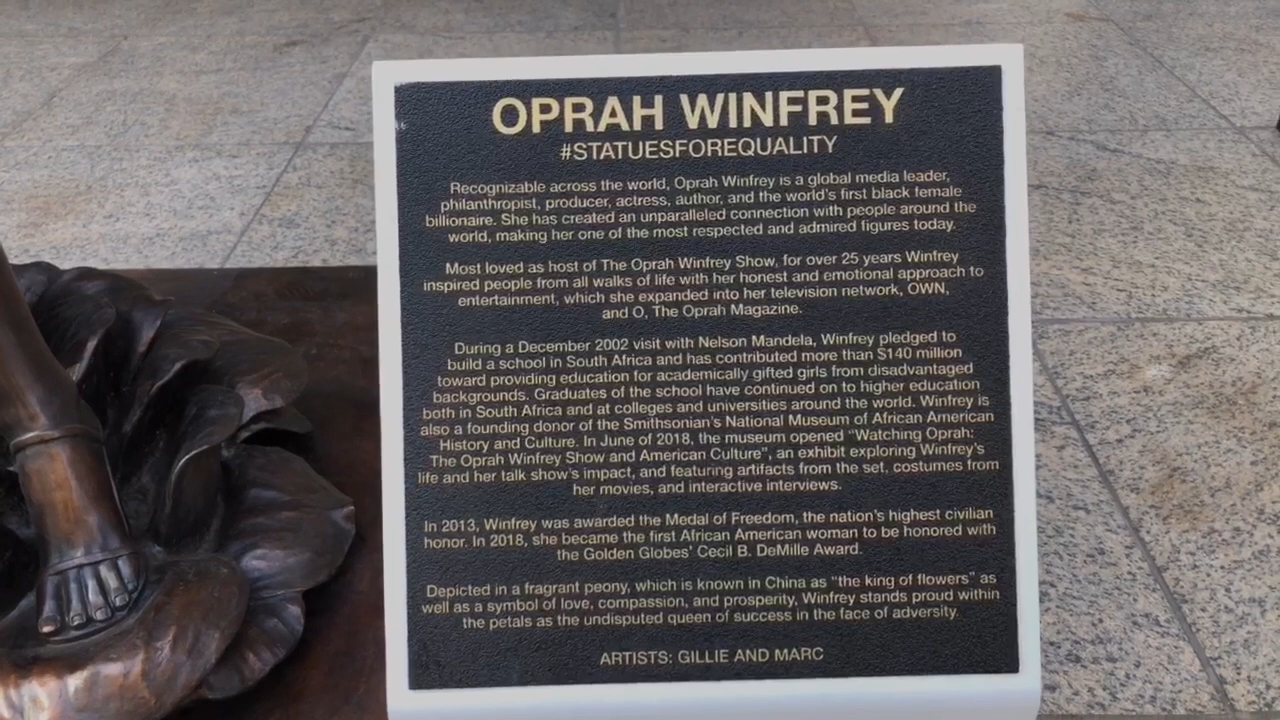 OPRAH WINFREY
#STATUESFOREQUALITY
Recognizable across the world, Oprah Winfrey is a global media leader,
philanthropist, producer, actress, author, and the world's first black female
billionaire. She has created an unparalleled connection with people around the
world, making her one of the most respected and admired figures today.
Most loved as host of The Oprah Winfrey Show, for over 25 years Winfrey
inspired people from all walks of life with her honest and emotional approach to
entertainment, which she expanded into her television network, OWN,
and O, The Oprah Magazine.
During a December 2002 visit with Nelson Mandela, Winfrey pledged to
build a school in South Africa and has contributed more than $140 million
toward providing education for academically gifted girls from disadvantaged
backgrounds. Graduates of the school have continued on to higher education
both in South Africa and at colleges and universities around the world. Winfrey is
also a founding donor of the Smithsonian's National Museum of African American
History and Culture. In June of 2018, the museum opened "Watching Oprah:
The Oprah Winfrey Show and American Culture", an exhibit exploring Winfrey's
life and her talk show's impact, and featuring artifacts from the set, costumes from
her movies, and interactive interviews.
In 2013, Winfrey was awarded the Medal of Freedom, the nation's highest civilian
honor. In 2018, she became the first African American woman to be honored with
the Golden Globes' Cecil B. DeMille Award.
Depicted in a fragrant peony, which is known in China as "the king of flowers" as
well as a symbol of love, compassion, and prosperity, Winfrey stands proud within
the petals as the undisputed queen of success in the face of adversity.
ARTISTS: GILLIE AND MARC